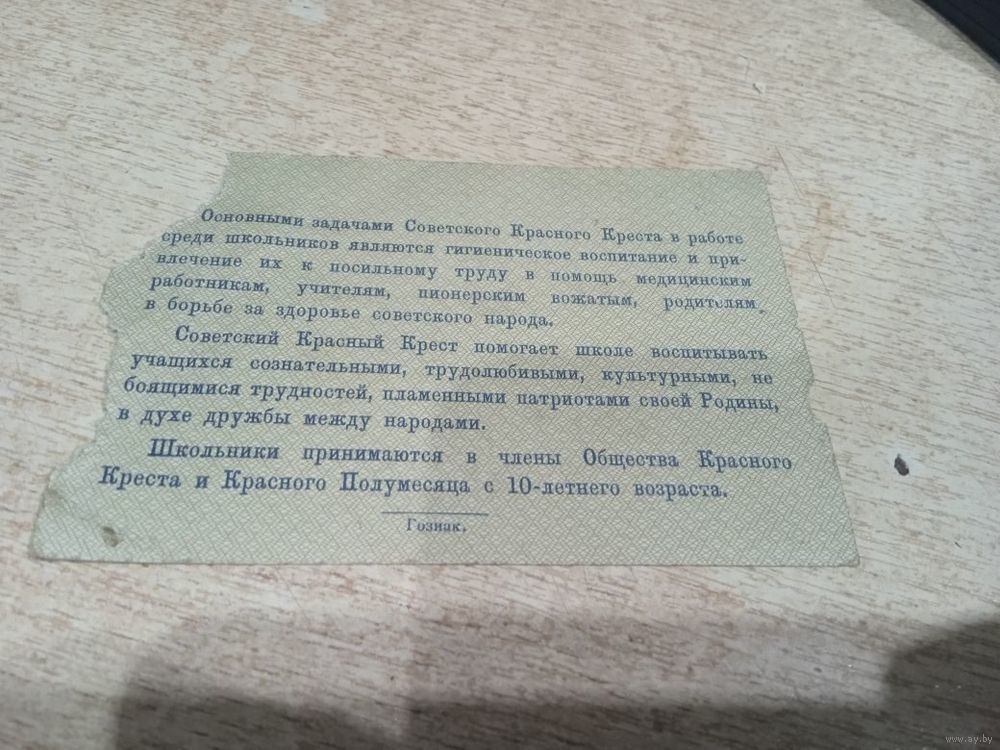 Основными задачами Советского Красного Креста в работе
среди школьников являются гигиеническое воспитание и при-
влечение их к посильному труду в помощь медицинским
работникам, учителям, пионерским вожатым, родителям
в борьбе за здоровье советского народа.
Советский Красный Крест помогает школе воспитывать
учащихся сознательными, трудолюбивыми, культурными, не
боящимися трудностей, пламенными патриотами своей Родины,
в духе дружбы между народами.
Школьники принимаются в члены Общества Красного
Креста и Красного Полумесяца с 10-летнего возраста.
Гознак.
www.ay.by